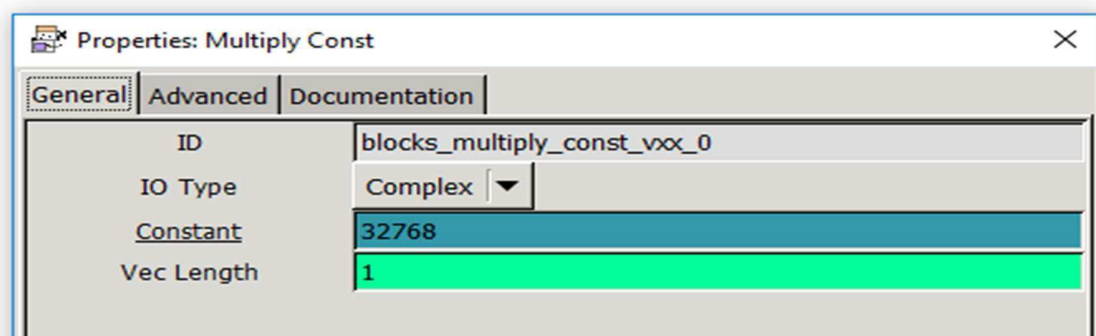 Properties: Multiply Const
General Advanced Documentation
ID blocks_multiply_const_vxx_0
IO Type Complex
Constant 32768
Vec Length 1